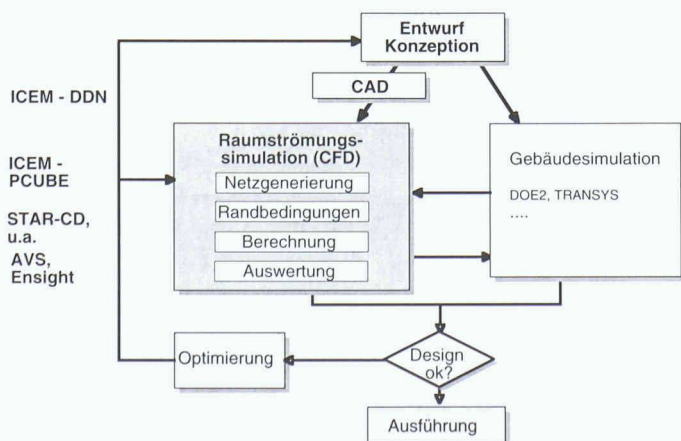 Entwurf
Konzeption
CAD
ICEM - DDN
ICEM -
PCUBE
STAR-CD,
u.a.
AVS,
Ensight
Raumströmungs-
simulation (CFD)
Netzgenerierung
Randbedingungen
Berechnung
Auswertung
Gebäudesimulation
DOE2, TRANSYS
....
Optimierung
Design
ok?
Ausführung